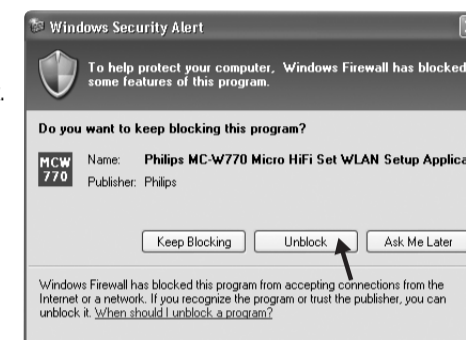 Windows Security Alert
To help protect your computer, Windows Firewall has blocked
some features of this program.
.
Do you want to keep blocking this program?
MCW
770
Name: Philips MC-W770 Micro HiFi Set WLAN Setup Applica
Publisher: Philips
Keep Blocking Unblock Ask Me Later
Windows Firewall has blocked this program from accepting connections from the
Internet or a network. If you recognize the program or trust the publisher, you can
unblock it. When should I unblock a program?